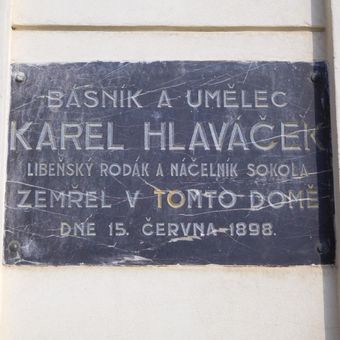 BÁSNÍK A UMĚLEC
KAREL HLAVÁČEK
LIBEŇSKÝ RODÁK A NÁČELNÍK SOKOLA
ZEMŘEL V TOMTO DOMĚ
DNE 15. ČERVNA 1898.